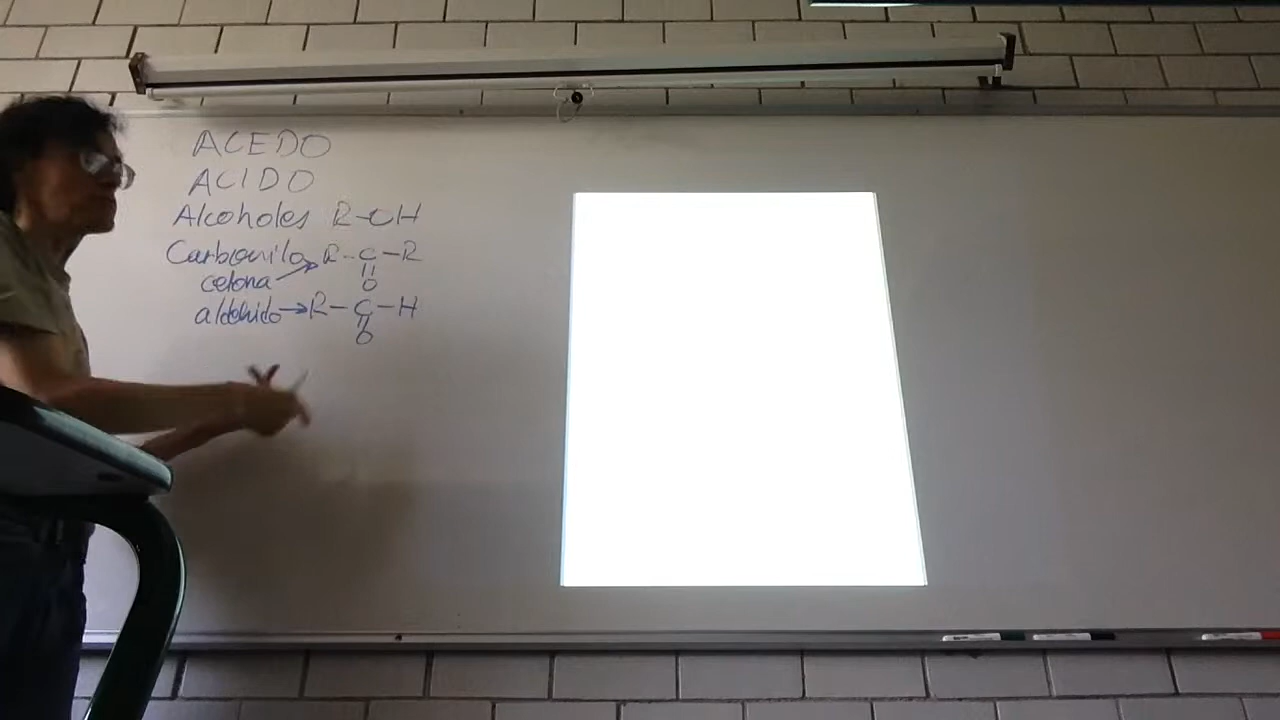 ACEDO
ACIDO
Alcoholes R-OH
Carbonilo R-C-R
cetona → O
aldehido → R-C-H
O